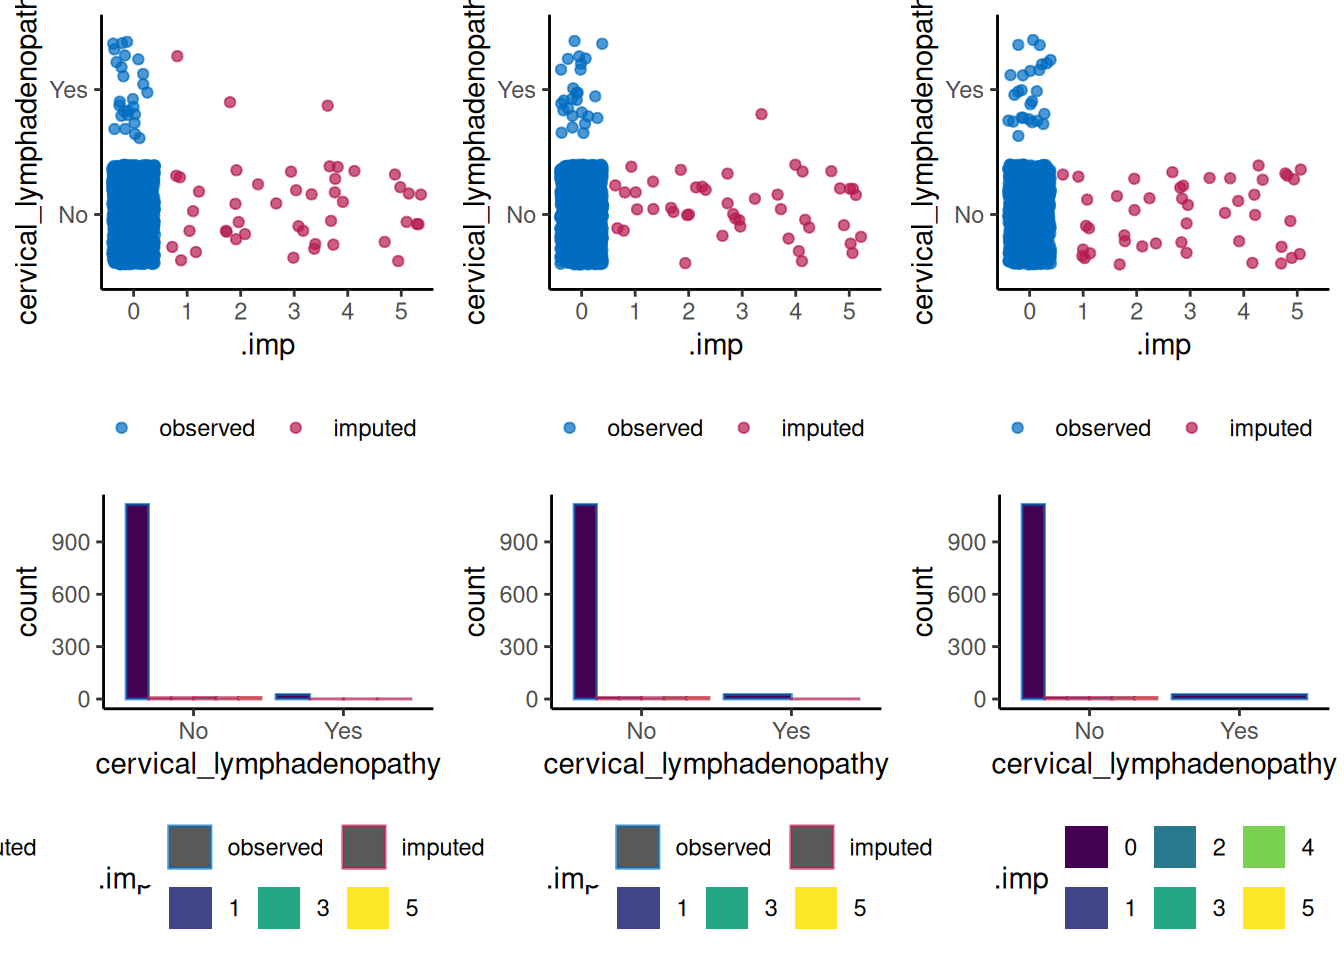 cervical_lymphadenopath
Yes
No
0 1 2 3 4 5
.imp
observed imputed
cervical_lymphadenopath
Yes
No
0 1 2 3 4 5
.imp
observed imputed
cervical_lymphadenopath
Yes
No
0 1 2 3 4 5
.imp
observed imputed
count
900
600
300
0
No Yes
cervical_lymphadenopathy
count
900
600
300
0
No Yes
cervical_lymphadenopathy
count
900
600
300
0
No Yes
cervical_lymphadenopathy
uted
observed imputed
.imp
1 3 5
observed imputed
.imp
1 3 5
0 2 4
.imp
1 3 5